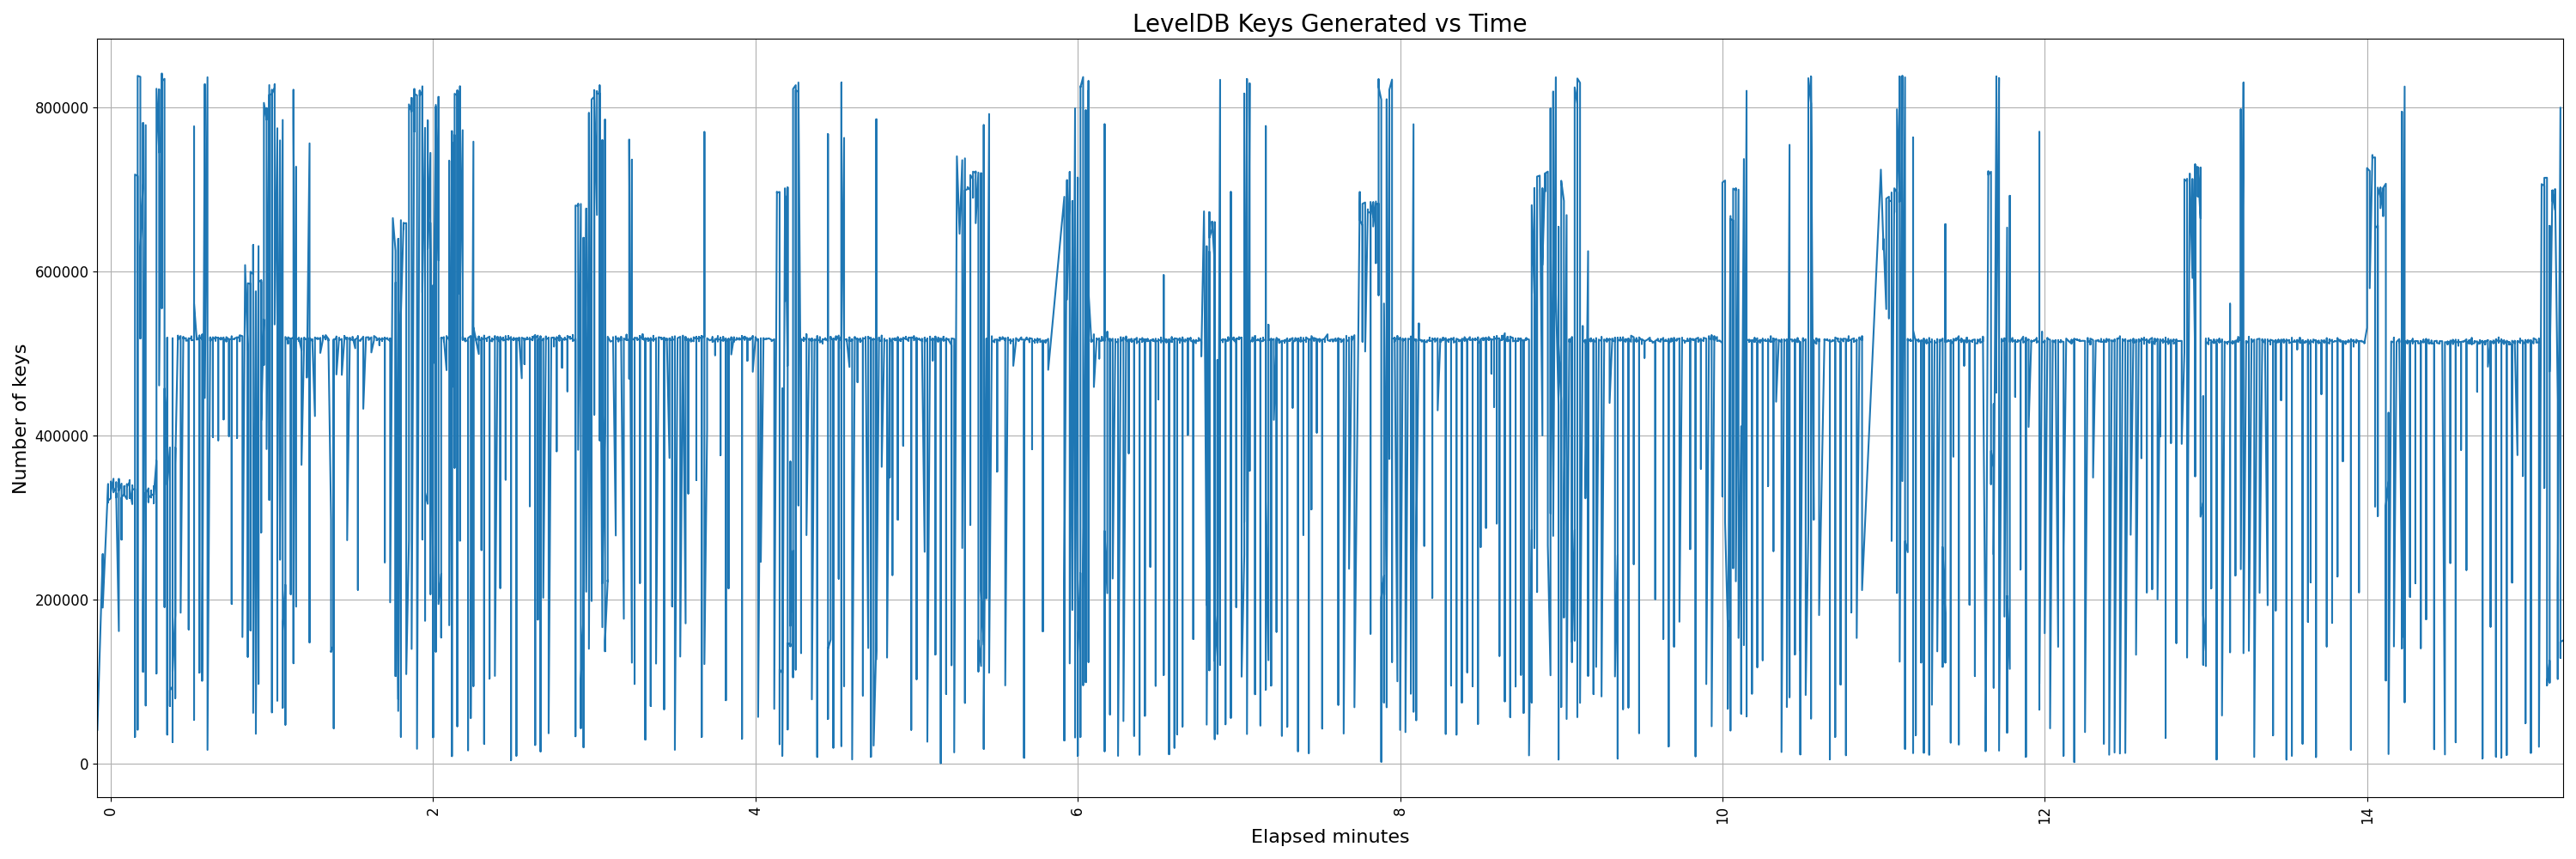 LevelDB Keys Generated vs Time
Number of keys
800000
600000
400000
200000
0
0 2 4 6 8 10 12 14
Elapsed minutes